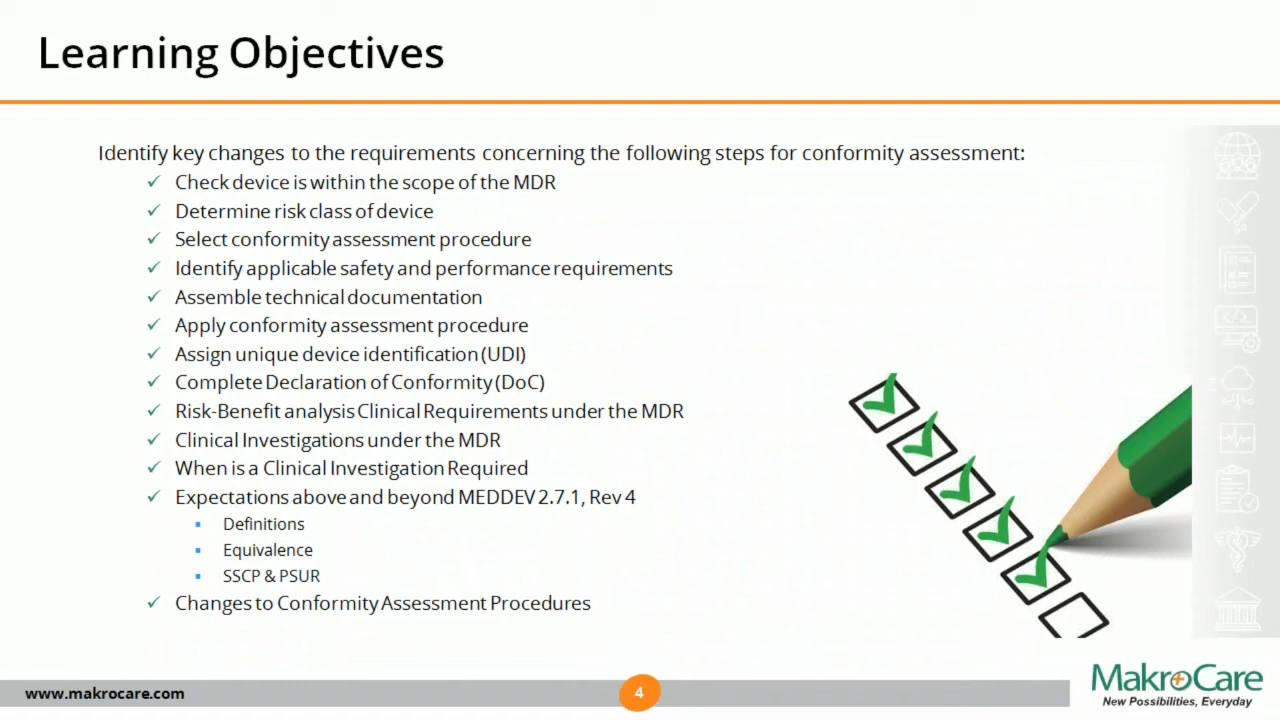 Learning Objectives
Identify key changes to the requirements concerning the following steps for conformity assessment:
✓ Check device is within the scope of the MDR
✓ Determine risk class of device
✓ Select conformity assessment procedure
✓ Identify applicable safety and performance requirements
✓ Assemble technical documentation
✓ Apply conformity assessment procedure
✓ Assign unique device identification (UDI)
✓ Complete Declaration of Conformity (DoC)
✓ Risk-Benefit analysis Clinical Requirements under the MDR
✓ Clinical Investigations under the MDR
✓ When is a Clinical Investigation Required
✓ Expectations above and beyond MEDDEV 2.7.1, Rev 4
▪ Definitions
▪ Equivalence
▪ SSCP & PSUR
✓ Changes to Conformity Assessment Procedures
www.makrocare.com
4
MakroCare
New Possibilities, Everyday